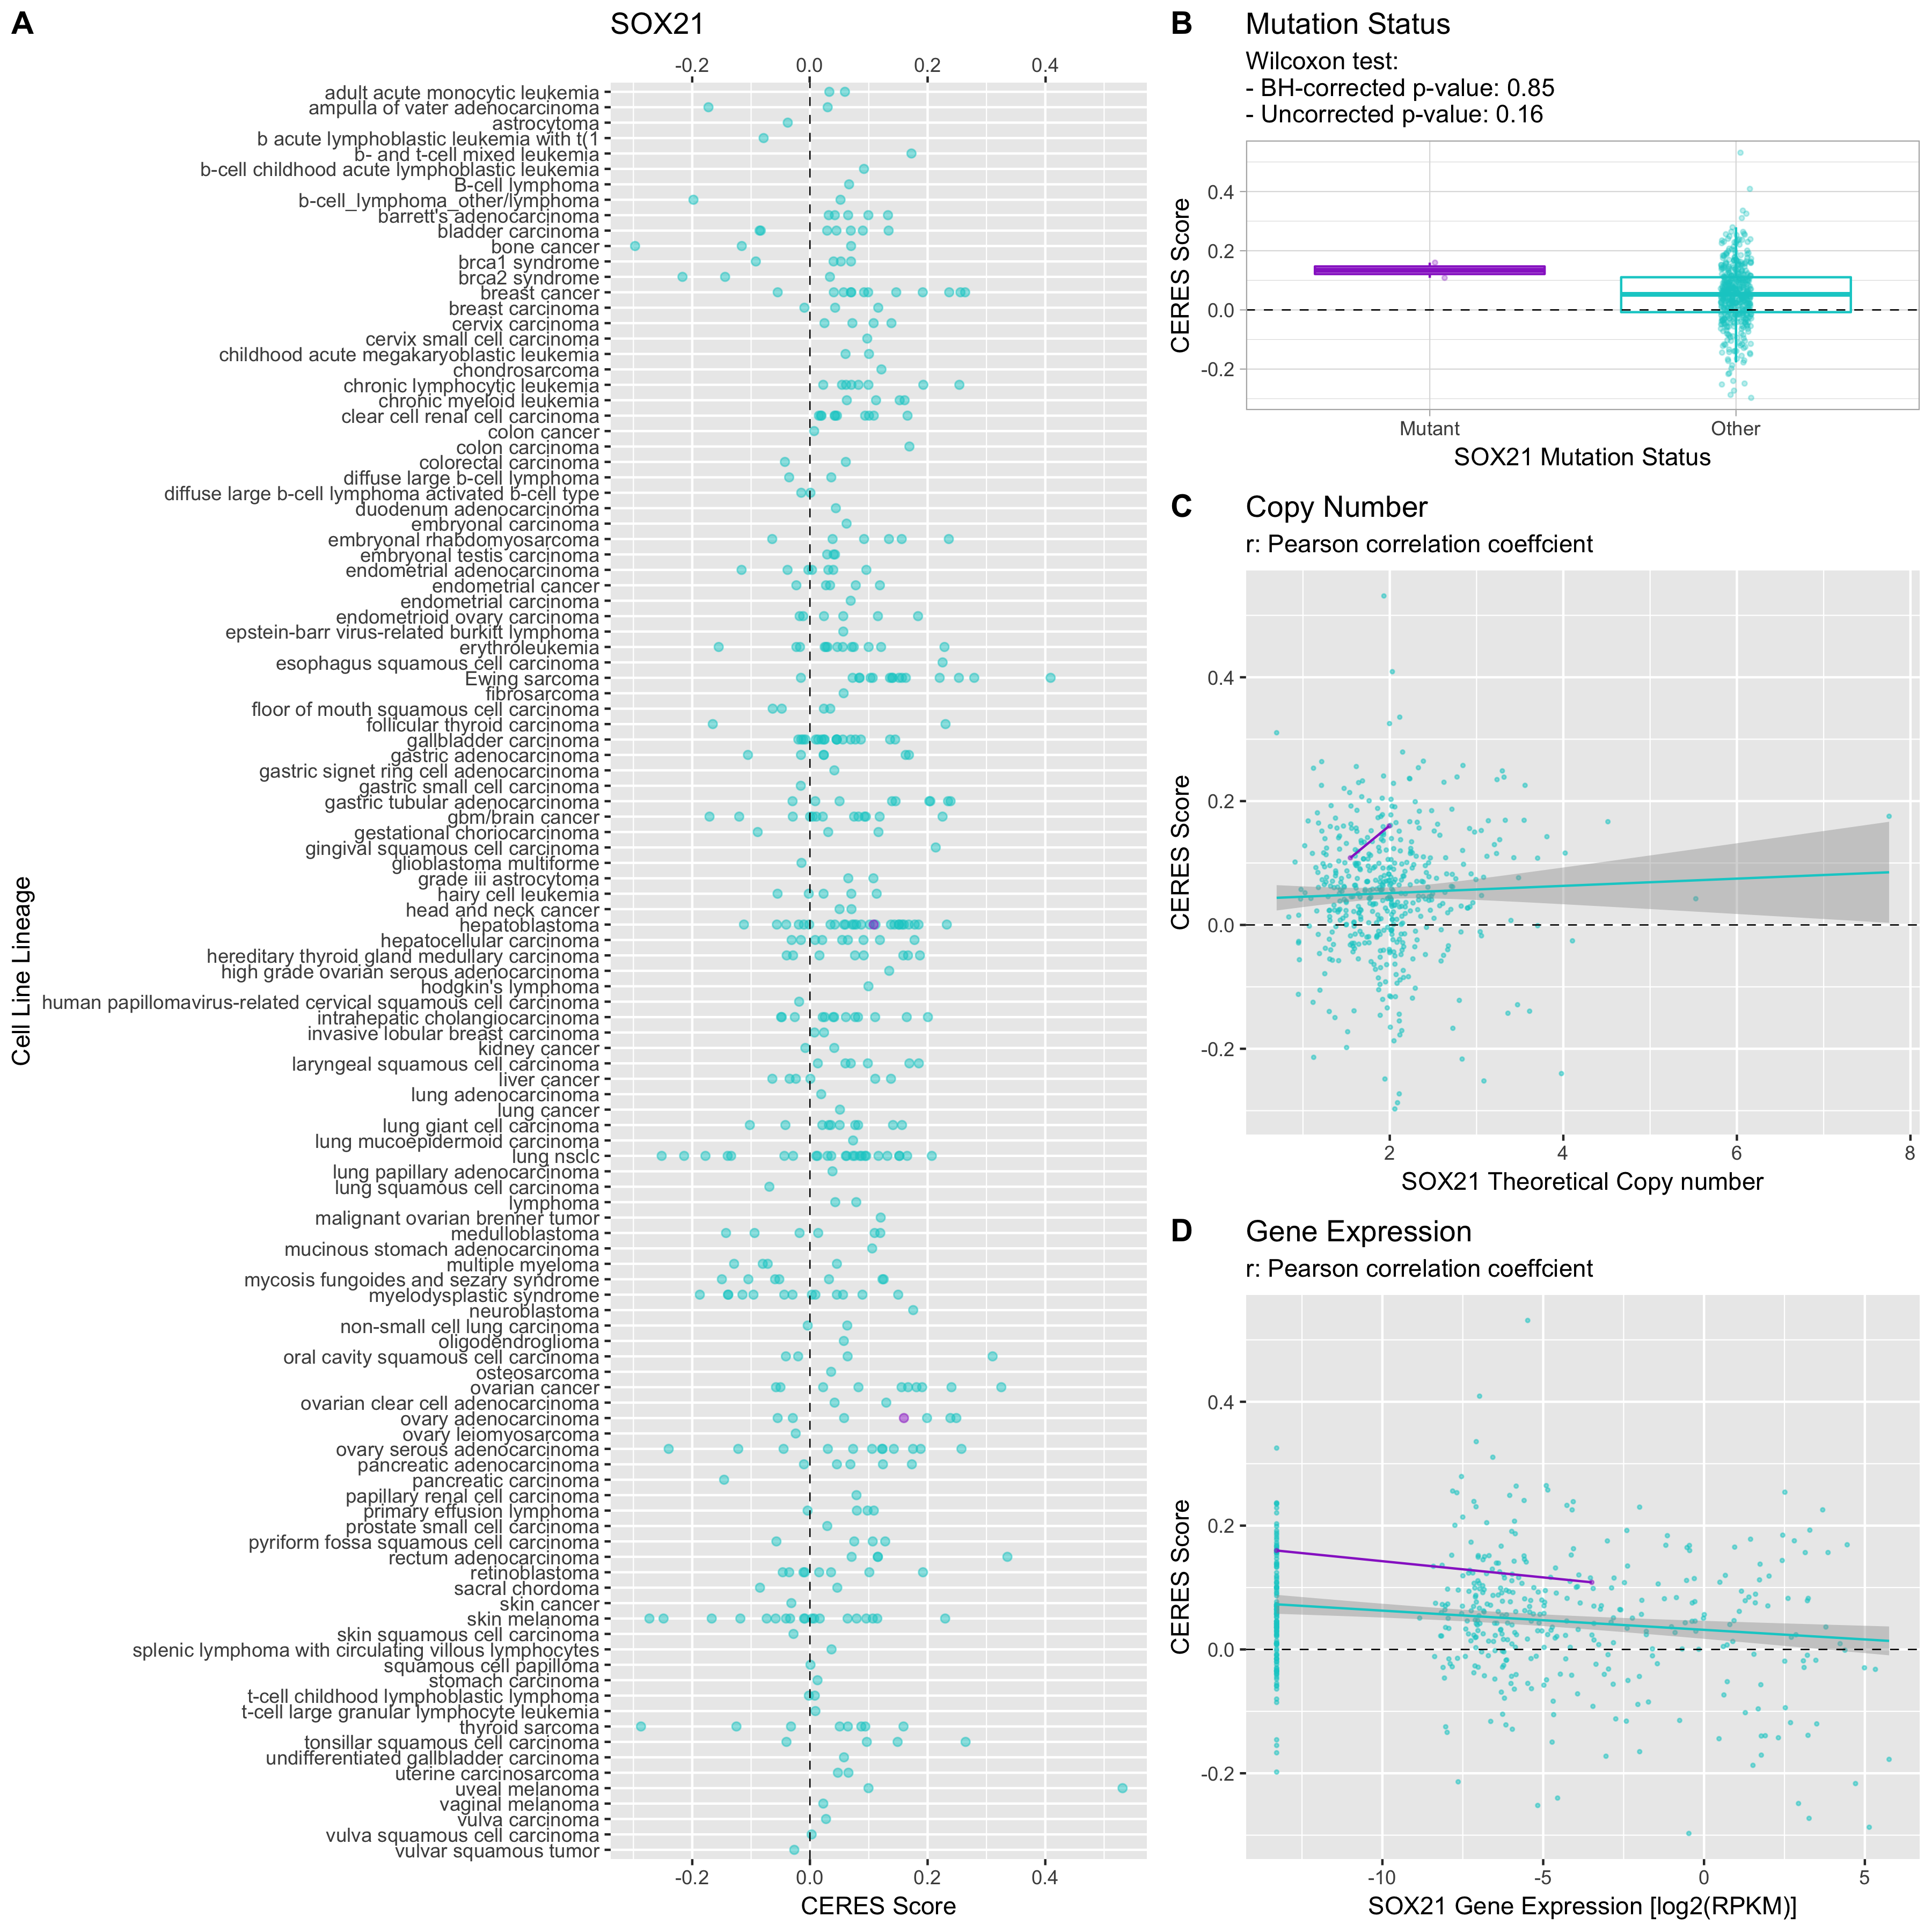 A
SOX21
-0.2 0.0 0.2 0.4
Cell Line Lineage
adult acute monocytic leukemia
ampulla of vater adenocarcinoma
astrocytoma
b acute lymphoblastic leukemia with t(1
b- and t-cell mixed leukemia
b-cell childhood acute lymphoblastic leukemia
B-cell lymphoma
b-cell_lymphoma_other/lymphoma
barrett's adenocarcinoma
bladder carcinoma
bone cancer
brca1 syndrome
brca2 syndrome
breast cancer
breast carcinoma
cervix carcinoma
cervix small cell carcinoma
childhood acute megakaryoblastic leukemia
chondrosarcoma
chronic lymphocytic leukemia
chronic myeloid leukemia
clear cell renal cell carcinoma
colon cancer
colon carcinoma
colorectal carcinoma
diffuse large b-cell lymphoma
diffuse large b-cell lymphoma activated b-cell type
duodenum adenocarcinoma
embryonal carcinoma
embryonal rhabdomyosarcoma
embryonal testis carcinoma
endometrial adenocarcinoma
endometrial cancer
endometrial carcinoma
endometrioid ovary carcinoma
epstein-barr virus-related burkitt lymphoma
erythroleukemia
esophagus squamous cell carcinoma
Ewing sarcoma
fibrosarcoma
floor of mouth squamous cell carcinoma
follicular thyroid carcinoma
gallbladder carcinoma
gastric adenocarcinoma
gastric signet ring cell adenocarcinoma
gastric small cell carcinoma
gastric tubular adenocarcinoma
gbm/brain cancer
gestational choriocarcinoma
gingival squamous cell carcinoma
glioblastoma multiforme
grade iii astrocytoma
hairy cell leukemia
head and neck cancer
hepatoblastoma
hepatocellular carcinoma
hereditary thyroid gland medullary carcinoma
high grade ovarian serous adenocarcinoma
hodgkin's lymphoma
human papillomavirus-related cervical squamous cell carcinoma
intrahepatic cholangiocarcinoma
invasive lobular breast carcinoma
kidney cancer
laryngeal squamous cell carcinoma
liver cancer
lung adenocarcinoma
lung cancer
lung giant cell carcinoma
lung mucoepidermoid carcinoma
lung nsclc
lung papillary adenocarcinoma
lung squamous cell carcinoma
lymphoma
malignant ovarian brenner tumor
medulloblastoma
mucinous stomach adenocarcinoma
multiple myeloma
mycosis fungoides and sezary syndrome
myelodysplastic syndrome
neuroblastoma
non-small cell lung carcinoma
oligodendroglioma
oral cavity squamous cell carcinoma
osteosarcoma
ovarian cancer
ovarian clear cell adenocarcinoma
ovary adenocarcinoma
ovary leiomyosarcoma
ovary serous adenocarcinoma
pancreatic adenocarcinoma
pancreatic carcinoma
papillary renal cell carcinoma
primary effusion lymphoma
prostate small cell carcinoma
pyriform fossa squamous cell carcinoma
rectum adenocarcinoma
retinoblastoma
sacral chordoma
skin cancer
skin melanoma
skin squamous cell carcinoma
splenic lymphoma with circulating villous lymphocytes
squamous cell papilloma
stomach carcinoma
t-cell childhood lymphoblastic lymphoma
t-cell large granular lymphocyte leukemia
thyroid sarcoma
tonsillar squamous cell carcinoma
undifferentiated gallbladder carcinoma
uterine carcinosarcoma
uveal melanoma
vaginal melanoma
vulva carcinoma
vulva squamous cell carcinoma
vulvar squamous tumor
-0.2 0.0 0.2 0.4
CERES Score
B
Mutation Status
Wilcoxon test:
- BH-corrected p-value: 0.85
- Uncorrected p-value: 0.16
CERES Score
0.4
0.2
0.0
-0.2
Mutant Other
SOX21 Mutation Status
C
Copy Number
r: Pearson correlation coeffcient
CERES Score
0.4
0.2
0.0
-0.2
2 4 6 8
SOX21 Theoretical Copy number
D
Gene Expression
r: Pearson correlation coeffcient
CERES Score
0.4
0.2
0.0
-0.2
-10 -5 0 5
SOX21 Gene Expression [log2(RPKM)]